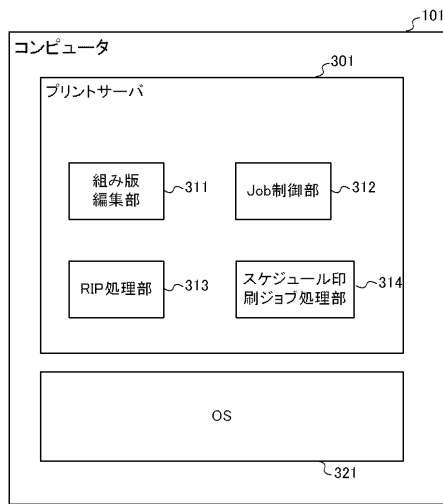 101
コンピュータ
301
プリントサーバ
組み版
編集部
311
Job制御部
312
RIP処理部
313
スケジュール印
刷ジョブ処理部
314
OS
321